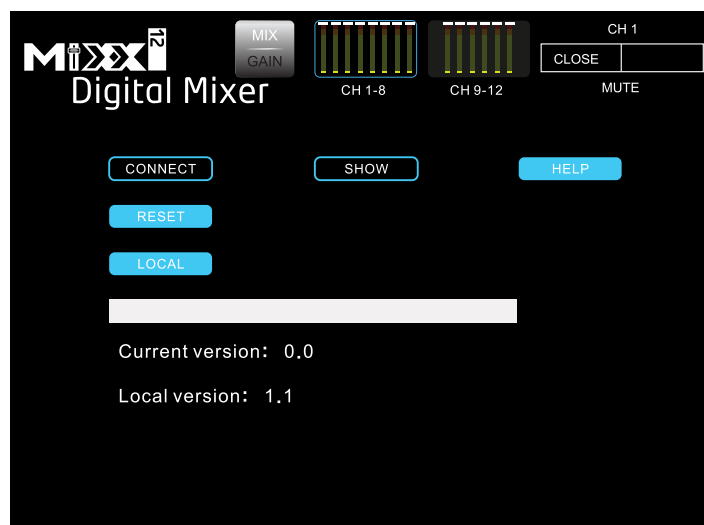 MIXX 12
Digital Mixer
MIX
GAIN
CH 1-8
CH 9-12
CH 1
CLOSE
MUTE
CONNECT
SHOW
HELP
RESET
LOCAL
Current version: 0.0
Local version: 1.1